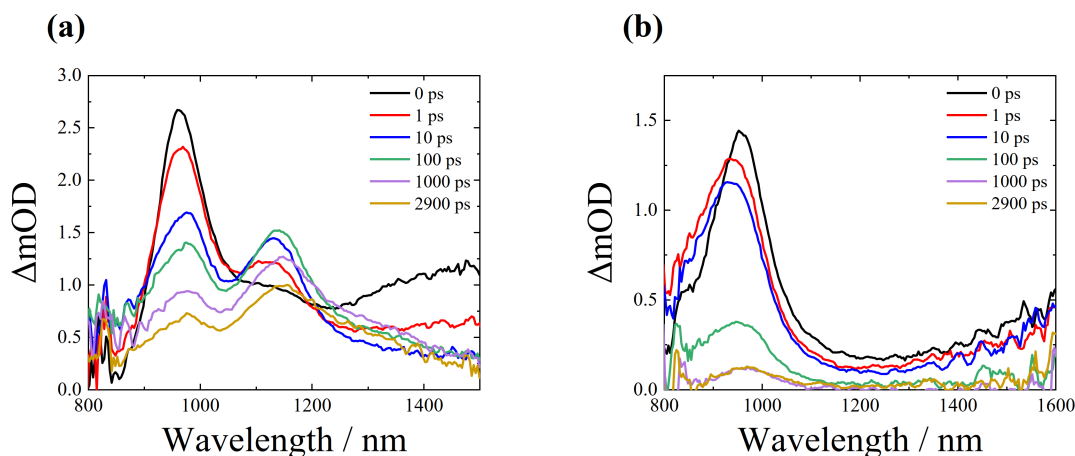 (a)
(b)
3.0
2.5
2.0
1.5
1.0
0.5
0.0
ΔmOD
0 ps
1 ps
10 ps
100 ps
1000 ps
2900 ps
800 1000 1200 1400
Wavelength / nm
1.5
1.0
0.5
0.0
ΔmOD
0 ps
1 ps
10 ps
100 ps
1000 ps
2900 ps
800 1000 1200 1400 1600
Wavelength / nm